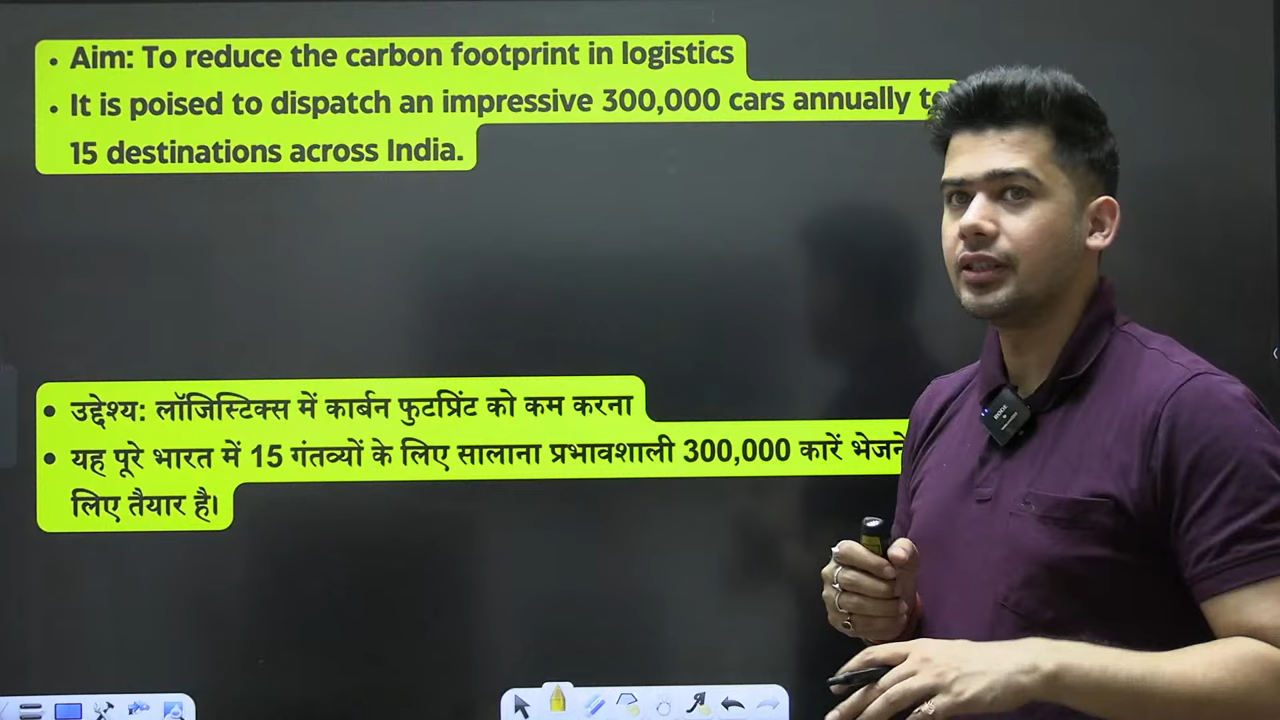 • Aim: To reduce the carbon footprint in logistics
• It is poised to dispatch an impressive 300,000 cars annually
15 destinations across India.
• उद्देश्य: लॉजिस्टिक्स में कार्बन फुटप्रिंट को कम करना
• यह पूरे भारत में 15 गंतव्यों के लिए सालाना प्रभावशाली 300,000 कारें भेजने
लिए तैयार है।